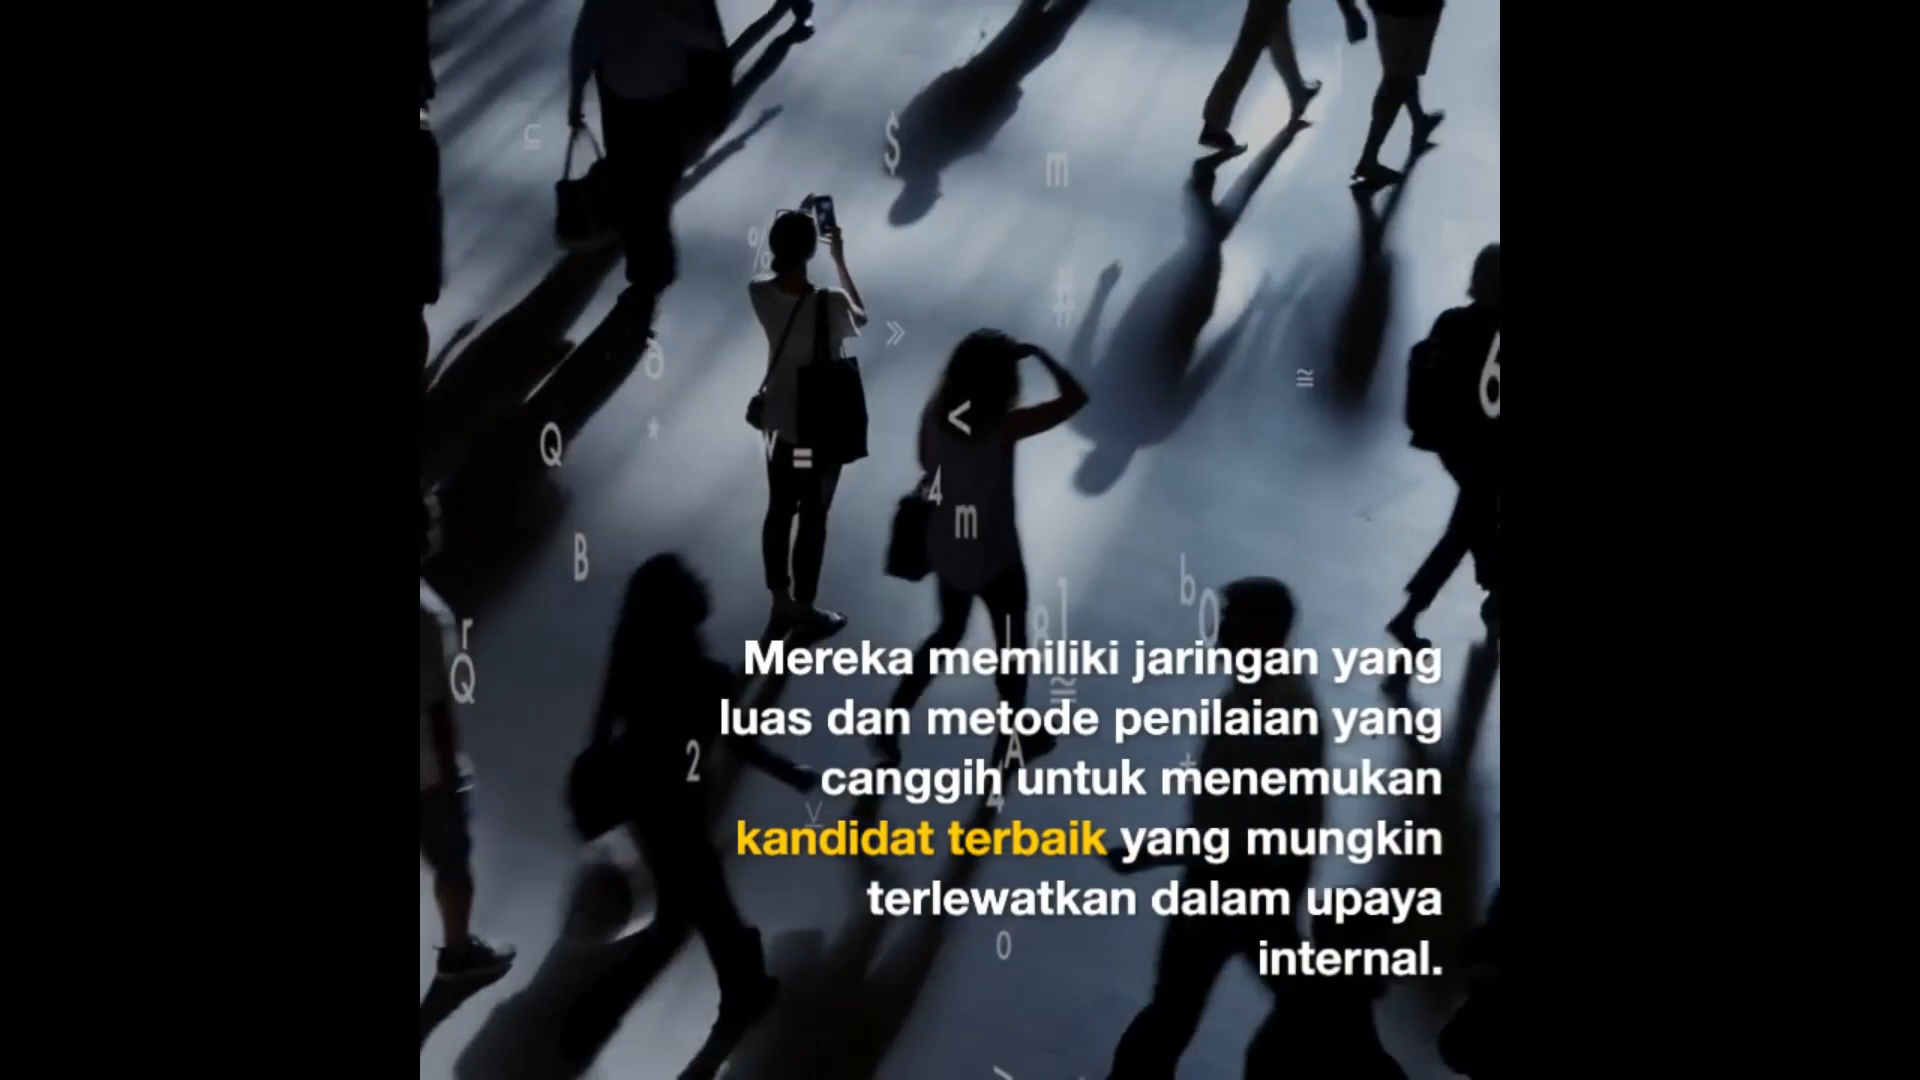 Mereka memiliki jaringan yang
luas dan metode penilaian yang
canggih untuk menemukan
kandidat terbaik yang mungkin
terlewatkan dalam upaya
internal.